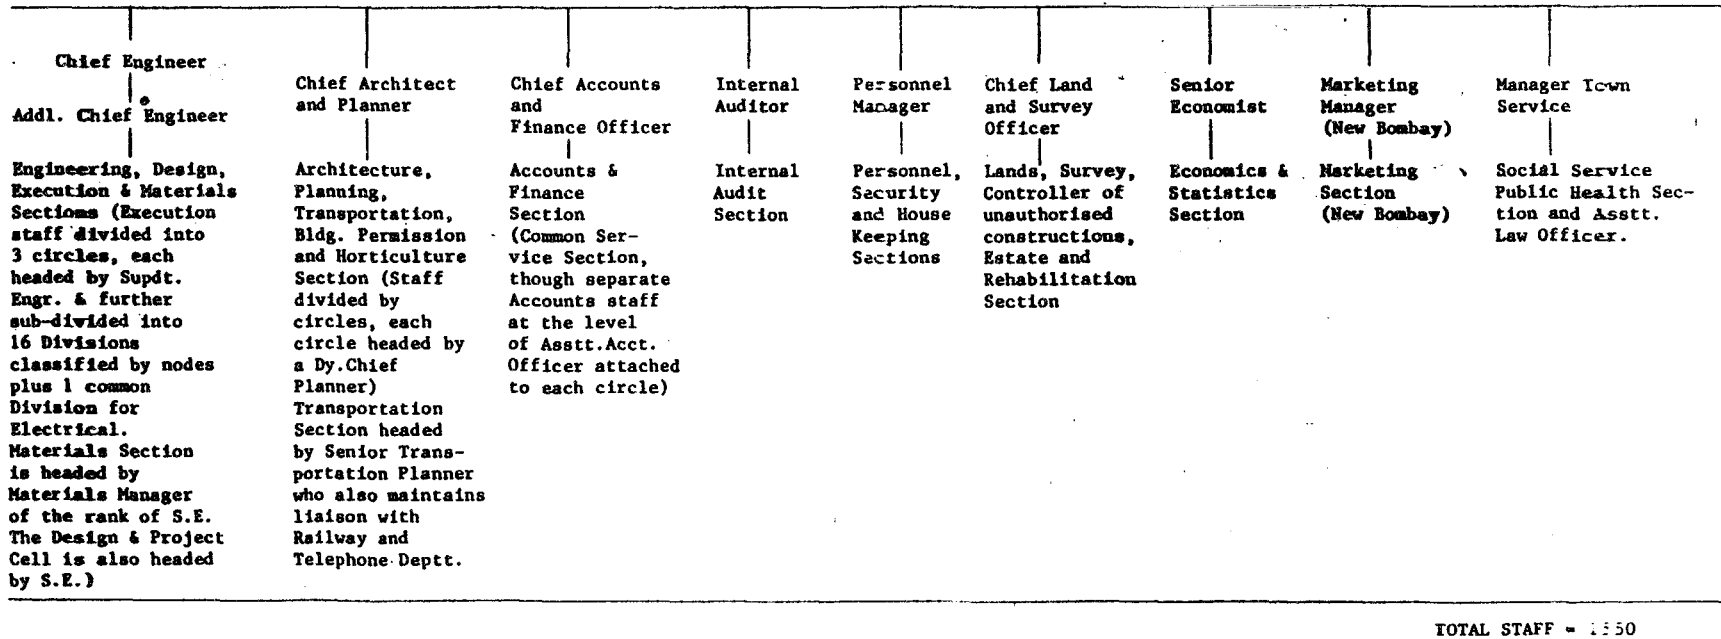 Chief Engineer
Addl. Chief Engineer
Engineering, Design,
Execution & Materials
Sections (Execution
staff divided into
3 circles, each
headed by Supdt.
Engr. & further
sub-divided into
16 Divisions
classified by nodes
plus 1 common
Division for
Electrical.
Materials Section
is headed by
Materials Manager
of the rank of S.E.
The Design & Project
Cell is also headed
by S.E.)
Chief Architect
and Planner
Architecture,
Planning,
Transportation,
Bldg. Permission
and Horticulture
Section (Staff
divided by
circles, each
circle headed by
a Dy.Chief
Planner)
Transportation
Section headed
by Senior Trans-
portation Planner
who also maintains
liaison with
Railway and
Telephone Deptt.
Chief Accounts
and
Finance Officer
Accounts &
Finance
Section
(Common Ser-
vice Section,
though separate
Accounts staff
at the level
of Asstt.Acct.
Officer attached
to each circle)
Internal
Auditor
Internal
Audit
Section
Personnel
Manager
Personnel,
Security
and House
Keeping
Sections
Chief Land
and Survey
Officer
Lands, Survey,
Controller of
unauthorised
constructions,
Estate and
Rehabilitation
Section
Senior
Economist
Economics &
Statistics
Section
Marketing
Manager
(New Bombay)
Marketing
Section
(New Bombay)
Manager Town
Service
Social Service
Public Health Sec-
tion and Asstt.
Law Officer.
TOTAL STAFF =